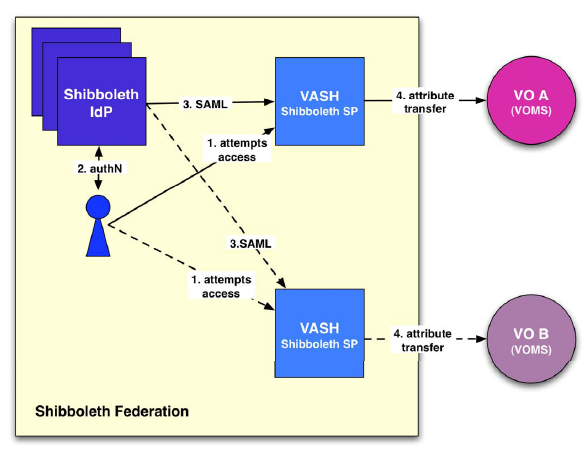 Shibboleth
IdP
3. SAML
VASH
Shibboleth SP
4. attribute
transfer
VO A
(VOMS)
1. attempts
access
2. authN
3.SAML
1. attempts
access
VASH
Shibboleth SP
4. attribute
transfer
VO B
(VOMS)
Shibboleth Federation